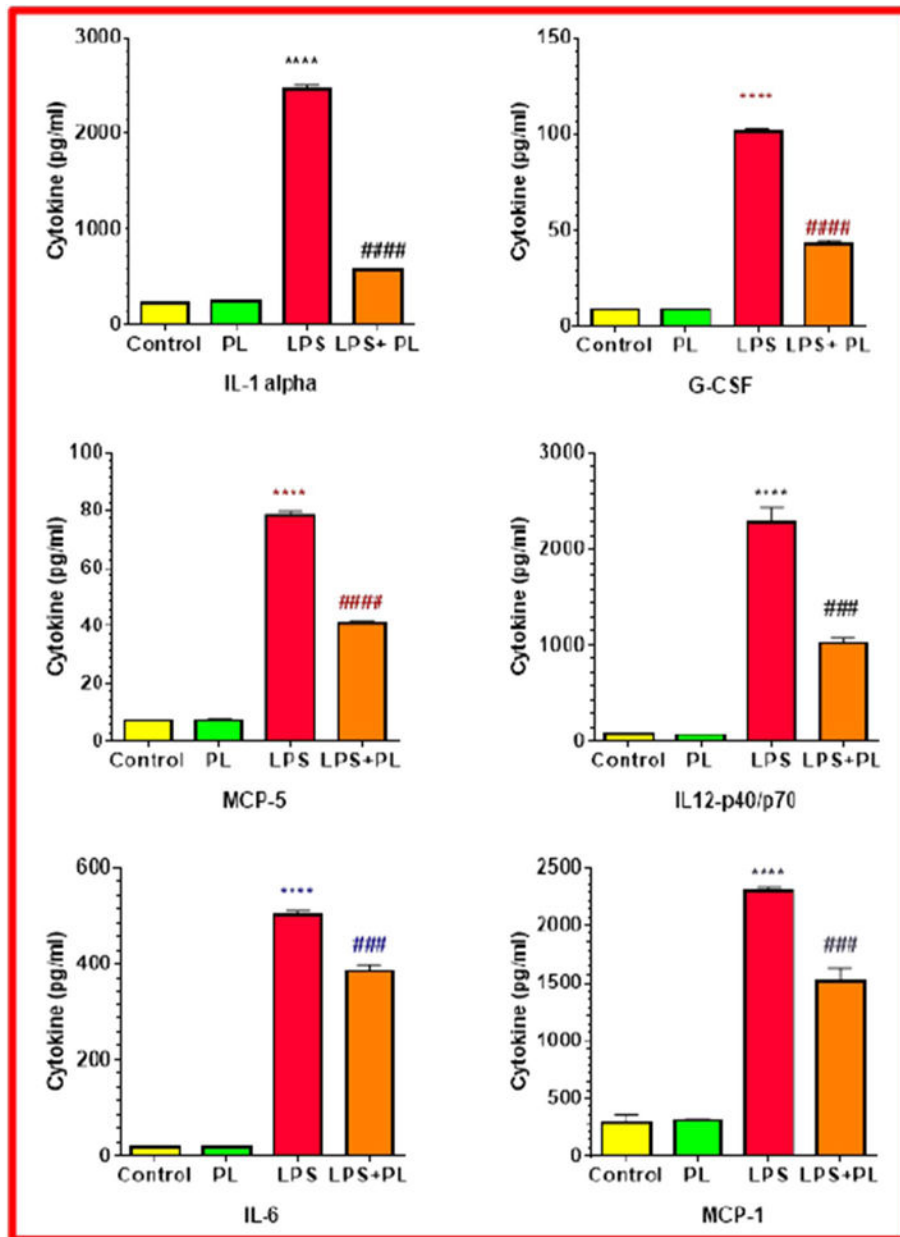 3000
2000
1000
0
Cytokine (pg/ml)
****
####
Control PL LPS LPS+ PL
IL-1 alpha
150
100
50
0
Cytokine (pg/ml)
****
####
Control PL LPS LPS+ PL
G-CSF
100
80
60
40
20
0
Cytokine (pg/ml)
****
####
Control PL LPS LPS+PL
MCP-5
3000
2000
1000
0
Cytokine (pg/ml)
****
###
Control PL LPS LPS+PL
IL12-p40/p70
600
400
200
0
Cytokine (pg/ml)
****
###
Control PL LPS LPS+PL
IL-6
2500
2000
1500
1000
500
0
Cytokine (pg/ml)
****
###
Control PL LPS LPS+PL
MCP-1